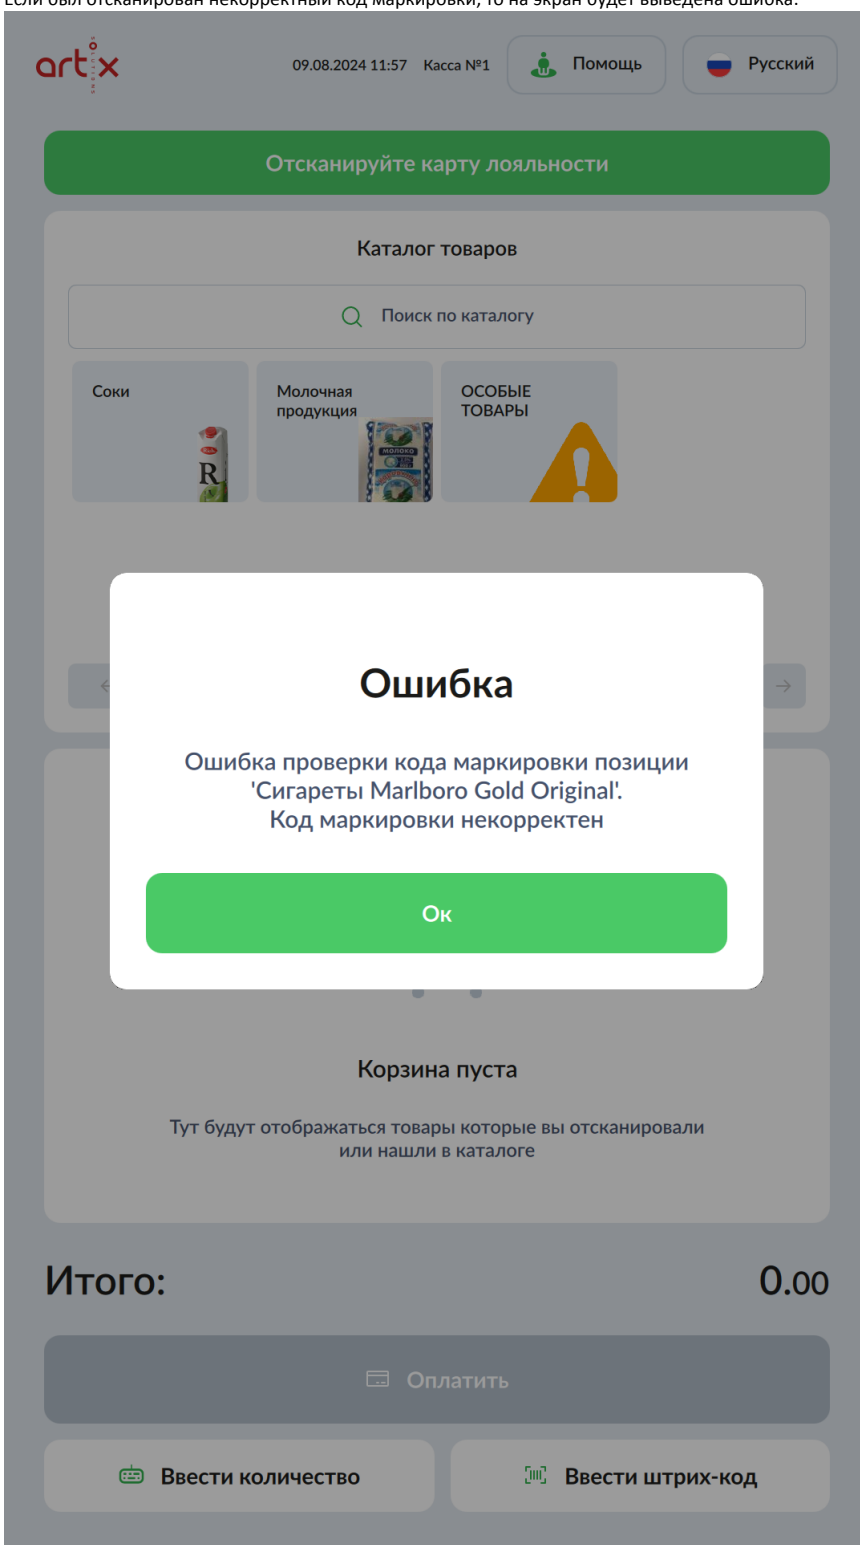 Если был отсканирован некорректный код маркировки, то на экран будет выведена ошибка:
artix
09.08.2024 11:57 Касса №1 Помощь Русский
Отсканируйте карту лояльности
Каталог товаров
Поиск по каталогу
Соки
Молочная
продукция
ОСОБЫЕ
ТОВАРЫ
R
МОЛОКО
Ошибка
Ошибка проверки кода маркировки позиции
'Сигареты Marlboro Gold Original'.
Код маркировки некорректен
Ок
Корзина пуста
Тут будут отображаться товары которые вы отсканировали
или нашли в каталоге
Итого: 0.00
Оплатить
Ввести количество Ввести штрих-код